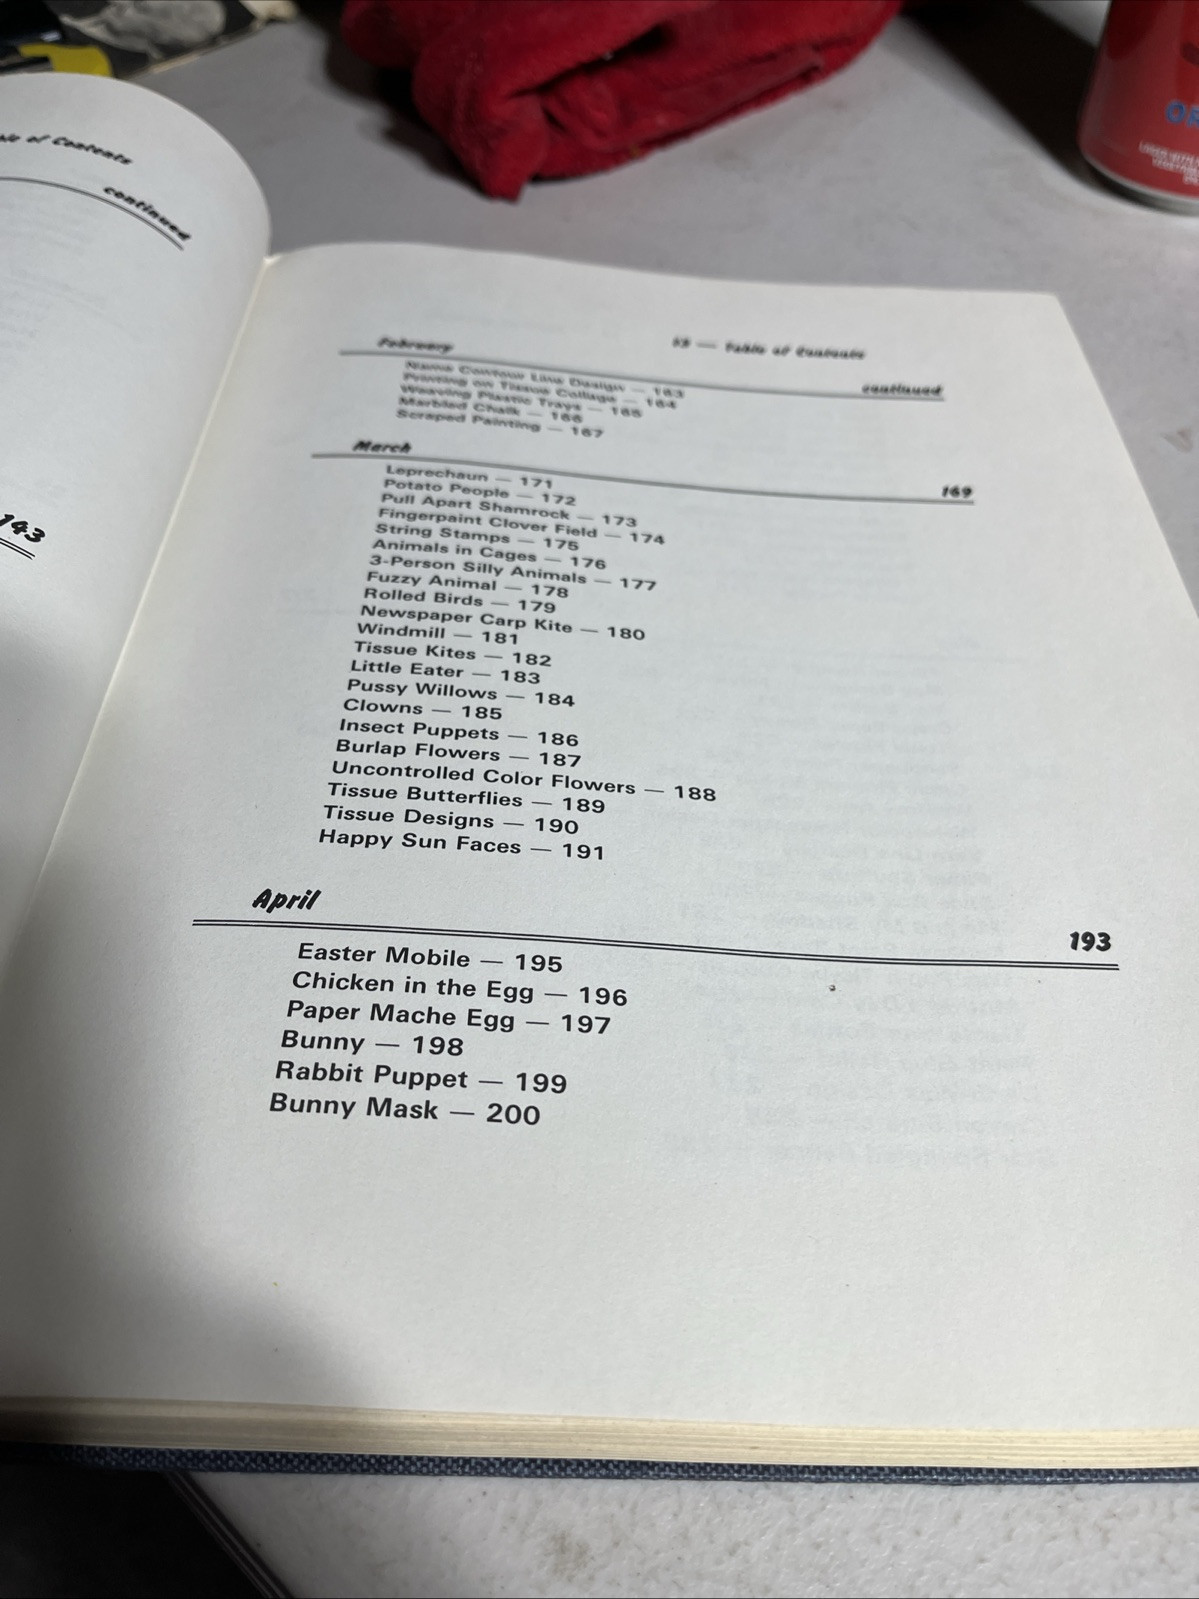 of Contents
continued
143
February
Table of Contents
continued
Name Contour Line Design — 163
Printing on Tissue Collage — 164
Weaving Plastic Trays — 165
Marbled Chalk — 166
Scraped Painting — 167
March
169
Leprechaun — 171
Potato People — 172
Pull Apart Shamrock — 173
Fingerpaint Clover Field — 174
String Stamps — 175
Animals in Cages — 176
3-Person Silly Animals — 177
Fuzzy Animal — 178
Rolled Birds — 179
Newspaper Carp Kite — 180
Windmill — 181
Tissue Kites — 182
Little Eater — 183
Pussy Willows — 184
Clowns — 185
Insect Puppets — 186
Burlap Flowers — 187
Uncontrolled Color Flowers — 188
Tissue Butterflies — 189
Tissue Designs — 190
Happy Sun Faces — 191
April
193
Easter Mobile — 195
Chicken in the Egg — 196
Paper Mache Egg — 197
Bunny — 198
Rabbit Puppet — 199
Bunny Mask — 200